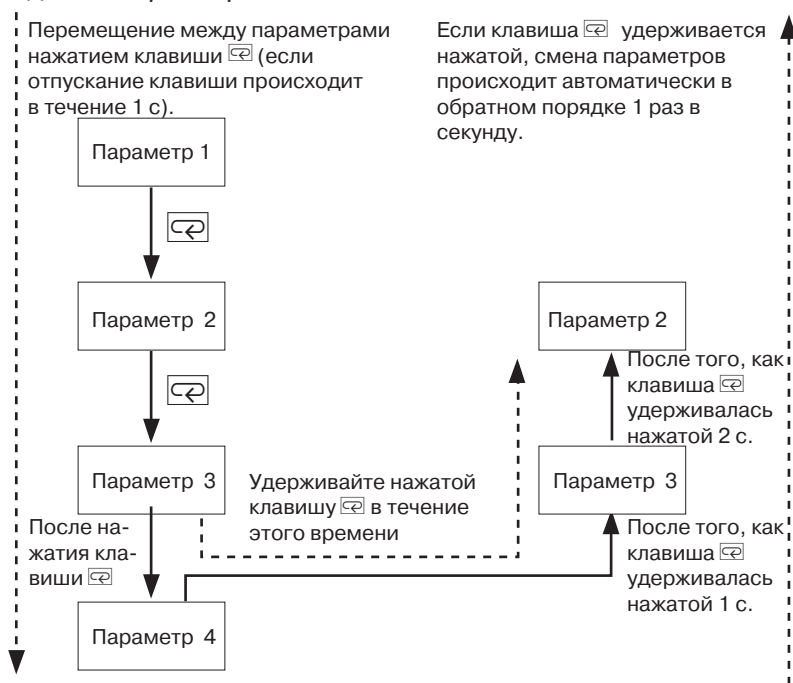 Перемещение между параметрами
нажатием клавиши (если
отпускание клавиши происходит
в течение 1 с).
Если клавиша удерживается
нажатой, смена параметров
происходит автоматически в
обратном порядке 1 раз в
секунду.
Параметр 1
Параметр 2
Параметр 3
После на-
жатия кла-
виши
Параметр 4
Удерживайте нажатой
клавишу в течение
этого времени
Параметр 2
После того, как
клавиша
удерживалась
нажатой 2 с.
Параметр 3
После того, как
клавиша
удерживалась
нажатой 1 с.